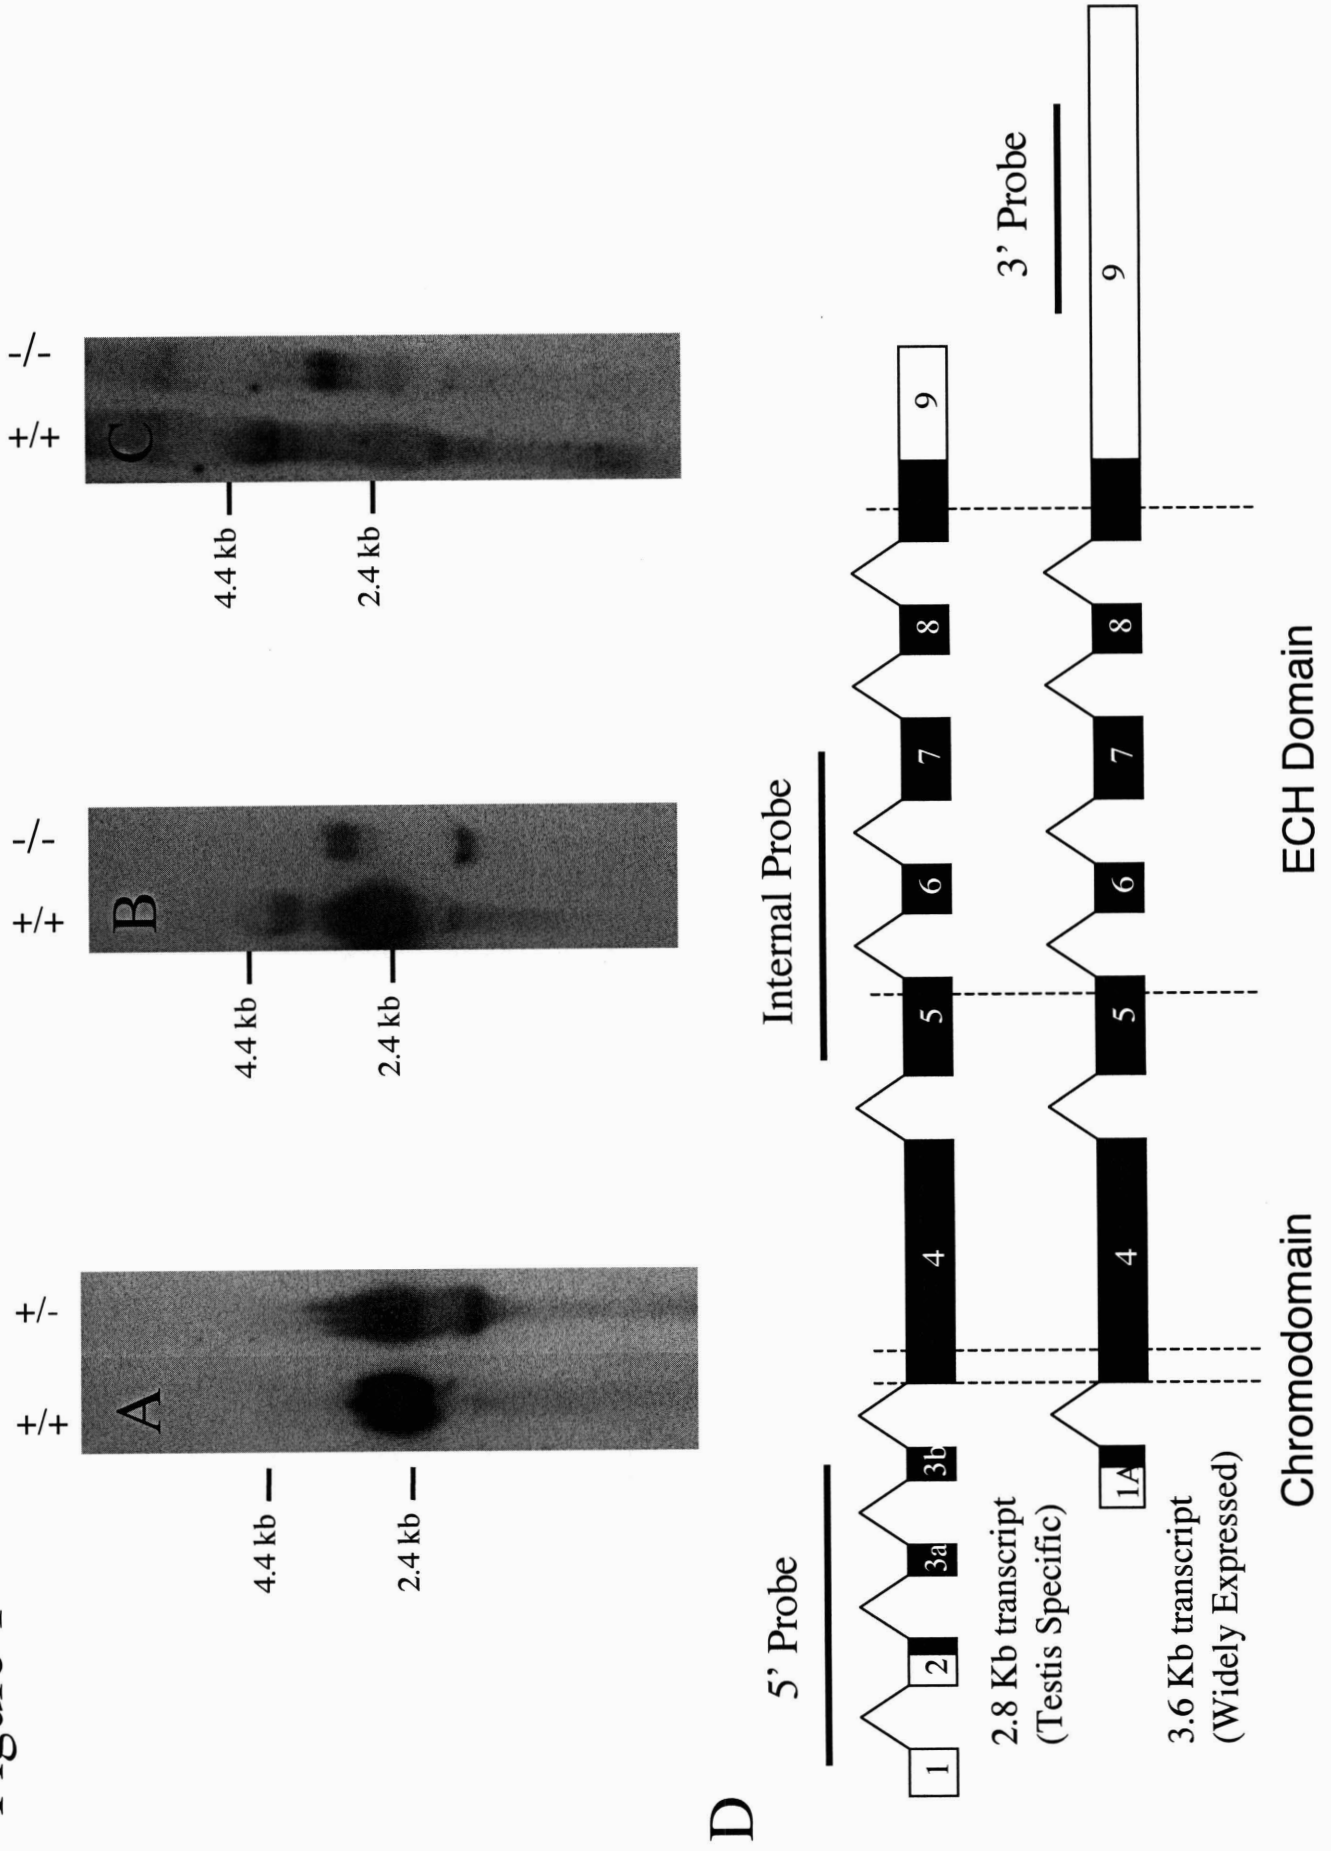 +/+ +/-
A
4.4 kb
2.4 kb
+/+ -/-
B
4.4 kb
2.4 kb
+/+ -/-
C
4.4 kb
2.4 kb
D
5' Probe
Internal Probe
1 2 3a 3b 4 5 6 7 8 9
2.8 Kb transcript
(Testis Specific)
3' Probe
1A 4 5 6 7 8 9
3.6 Kb transcript
(Widely Expressed)
Chromodomain
ECH Domain